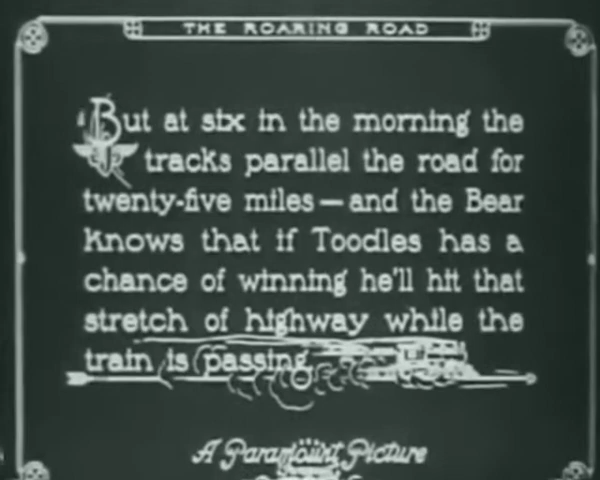 THE ROARING ROAD
"But at six in the morning the
tracks parallel the road for
twenty-five miles—and the Bear
knows that if Toodles has a
chance of winning he'll hit that
stretch of highway while the
train is passing.
A Paramount Picture